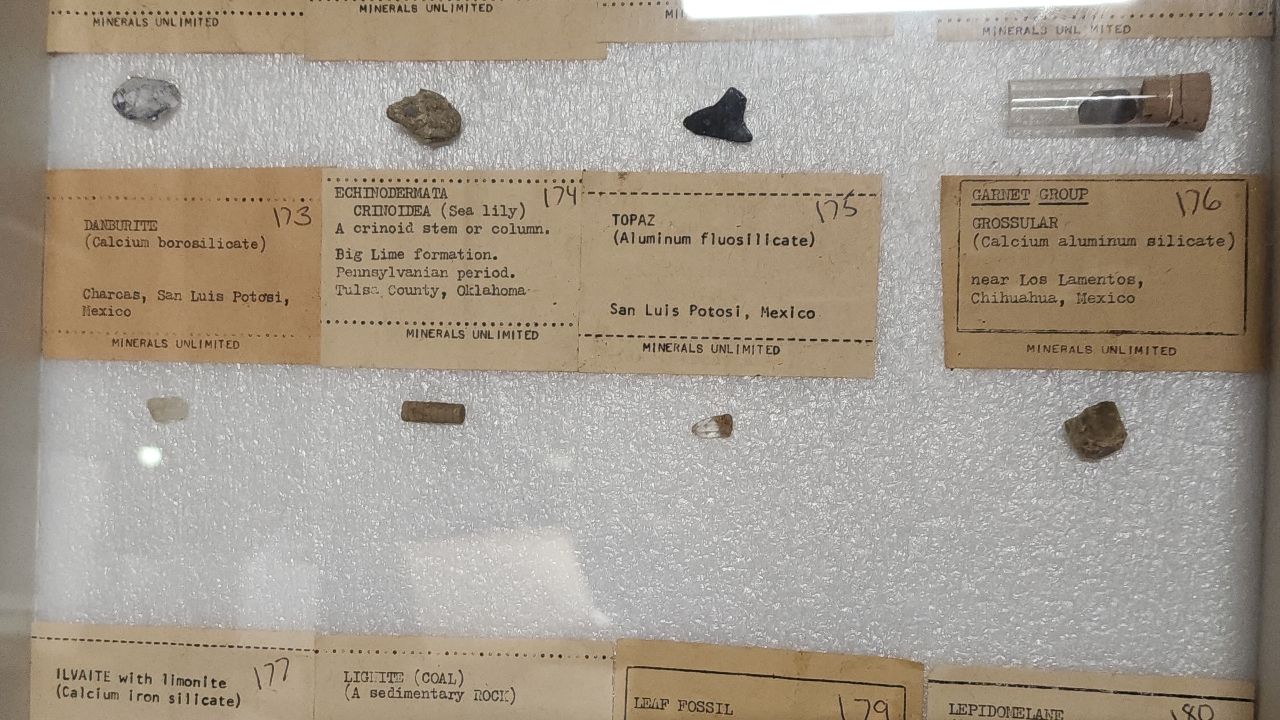 MINERALS UNLIMITED
MINERALS UNLIMITED
MI
MINERALS UNLIMITED
173
DANBURITE
(Calcium borosilicate)
Charcas, San Luis Potosi,
Mexico
MINERALS UNLIMITED
174
ECHINODERMATA
CRINOIDEA (Sea lily)
A crinoid stem or column.
Big Lime formation.
Pennsylvanian period.
Tulsa County, Oklahoma
MINERALS UNLIMITED
175
TOPAZ
(Aluminum fluosilicate)
San Luis Potosi, Mexico
MINERALS UNLIMITED
176
GARNET GROUP
GROSSULAR
(Calcium aluminum silicate)
near Los Lamentos,
Chihuahua, Mexico
MINERALS UNLIMITED
177
ILVAITE with limonite
(Calcium iron silicate)
LIGNITE (COAL)
(A sedimentary ROCK)
179
LEAF FOSSIL
180
LEPIDOMELANE